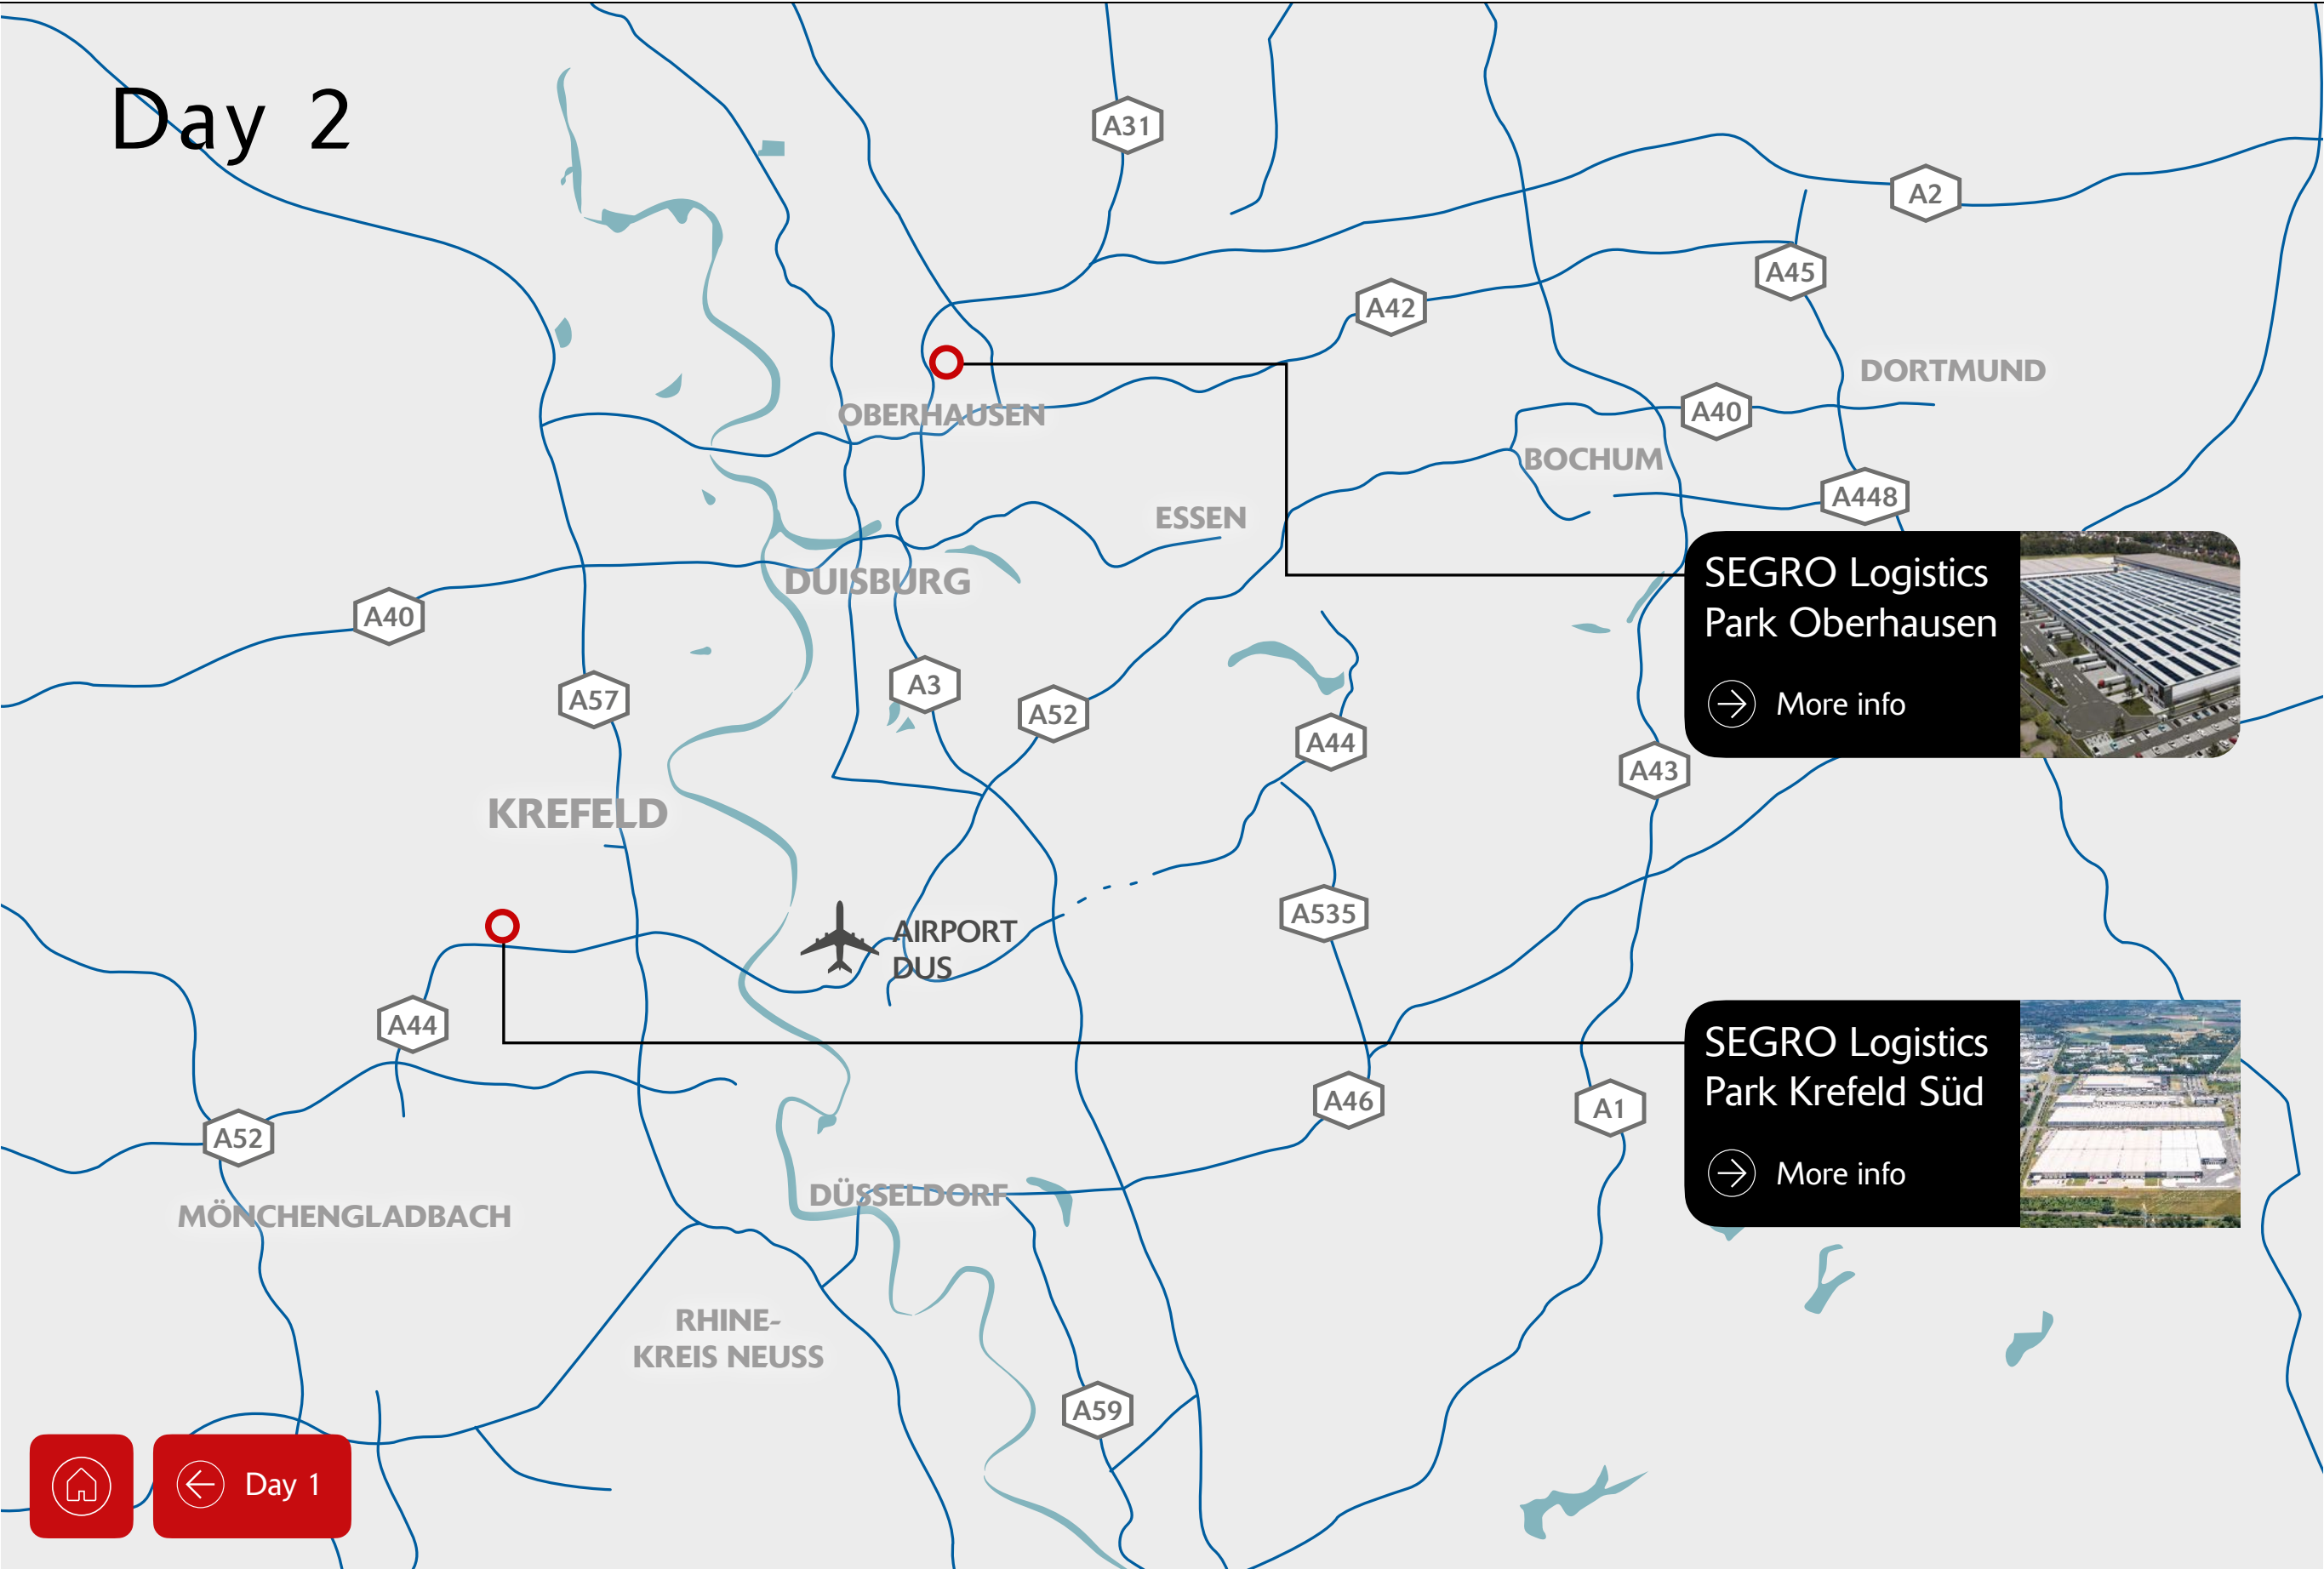 Day 2
A31
A2
A45
A42
DORTMUND
A40
OBERHAUSEN
BOCHUM
A448
ESSEN
SEGRO Logistics
Park Oberhausen
More info
DUISBURG
A40
A57
A3
A52
A44
A43
KREFELD
A535
AIRPORT
DUS
A44
SEGRO Logistics
Park Krefeld Süd
More info
A46
A1
A52
DÜSSELDORF
MÖNCHENGLADBACH
RHINE-
KREIS NEUSS
A59
Day 1